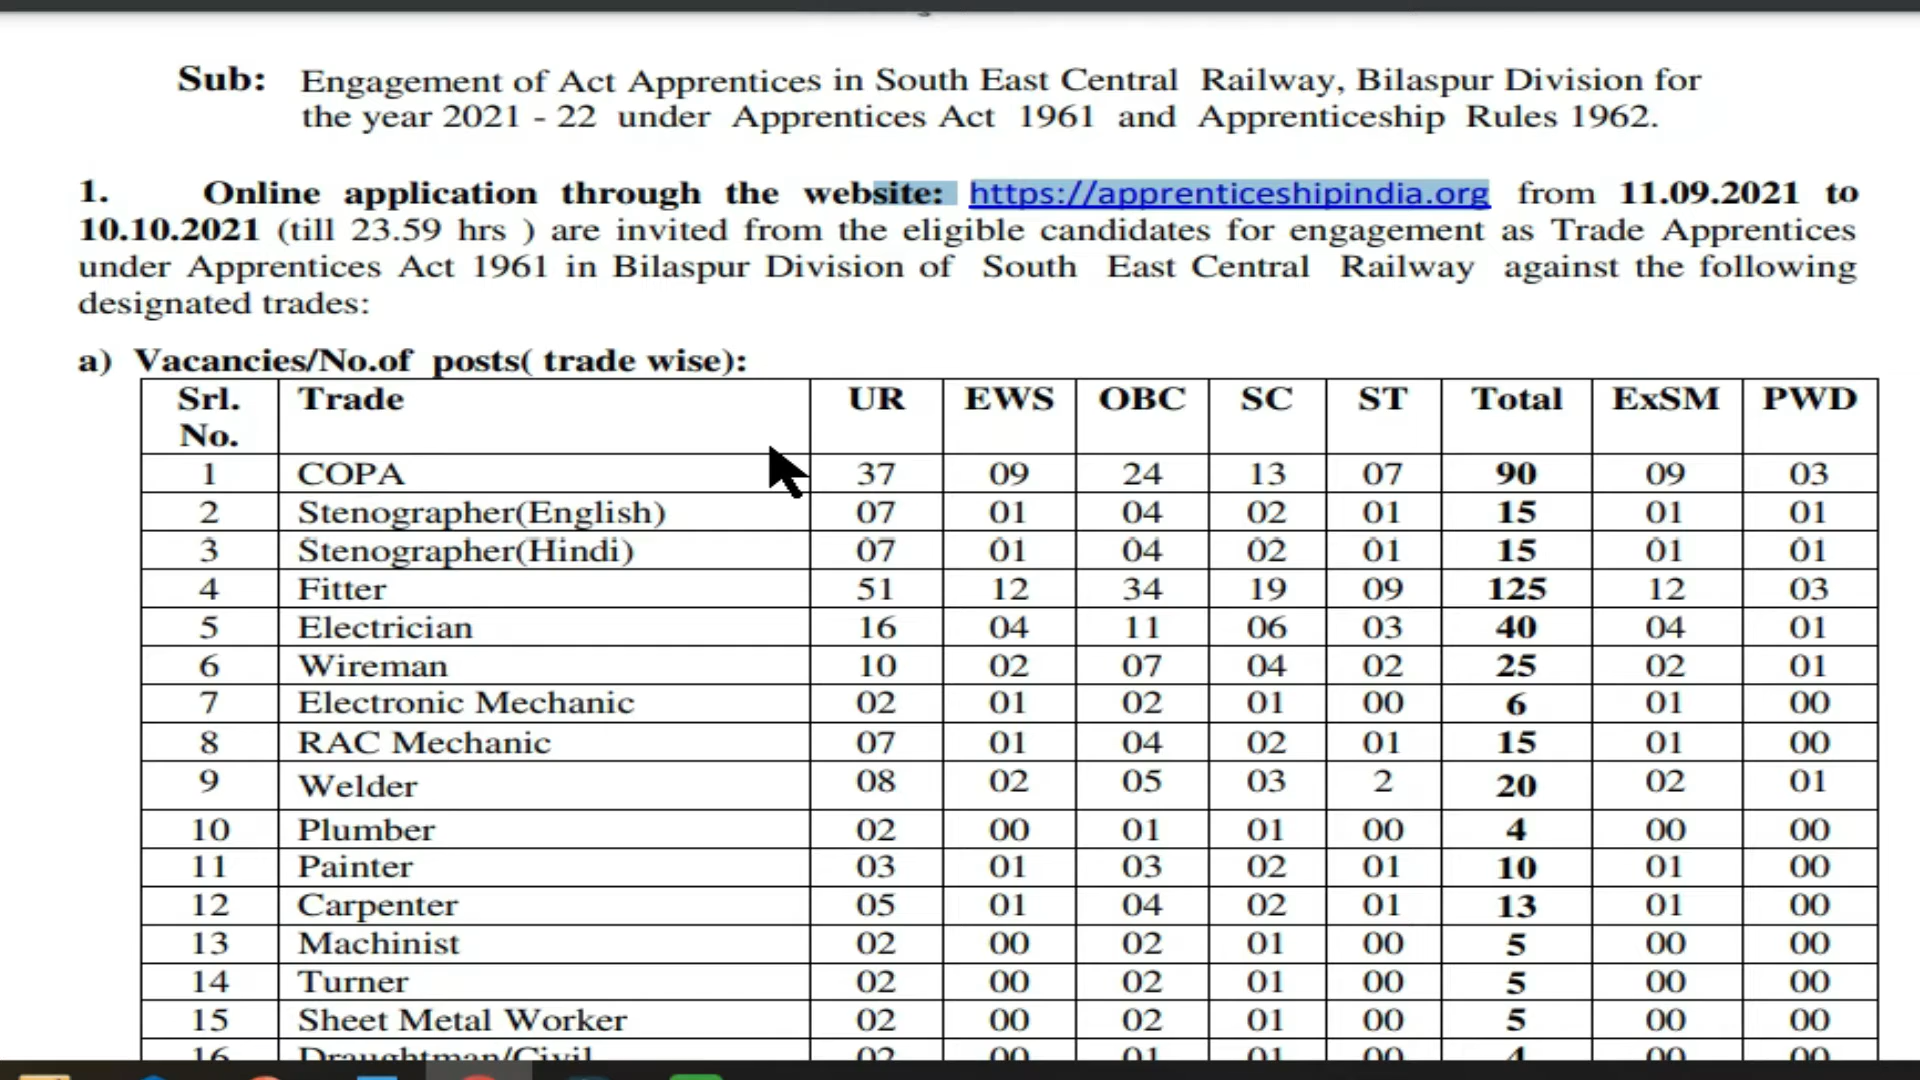 Sub: Engagement of Act Apprentices in South East Central Railway, Bilaspur Division for
the year 2021 - 22 under Apprentices Act 1961 and Apprenticeship Rules 1962.
1. Online application through the website: https://apprenticeshipindia.org from 11.09.2021 to
10.10.2021 (till 23.59 hrs ) are invited from the eligible candidates for engagement as Trade Apprentices
under Apprentices Act 1961 in Bilaspur Division of South East Central Railway against the following
designated trades:
a) Vacancies/No.of posts( trade wise):
Srl. No. Trade UR EWS OBC SC ST Total ExSM PWD
1 COPA 37 09 24 13 07 90 09 03
2 Stenographer(English) 07 01 04 02 01 15 01 01
3 Stenographer(Hindi) 07 01 04 02 01 15 01 01
4 Fitter 51 12 34 19 09 125 12 03
5 Electrician 16 04 11 06 03 40 04 01
6 Wireman 10 02 07 04 02 25 02 01
7 Electronic Mechanic 02 01 02 01 00 6 01 00
8 RAC Mechanic 07 01 04 02 01 15 01 00
9 Welder 08 02 05 03 2 20 02 01
10 Plumber 02 00 01 01 00 4 00 00
11 Painter 03 01 03 02 01 10 01 00
12 Carpenter 05 01 04 02 01 13 01 00
13 Machinist 02 00 02 01 00 5 00 00
14 Turner 02 00 02 01 00 5 00 00
15 Sheet Metal Worker 02 00 02 01 00 5 00 00
16 Draughtman/Civil 02 00 01 01 00 4 00 00